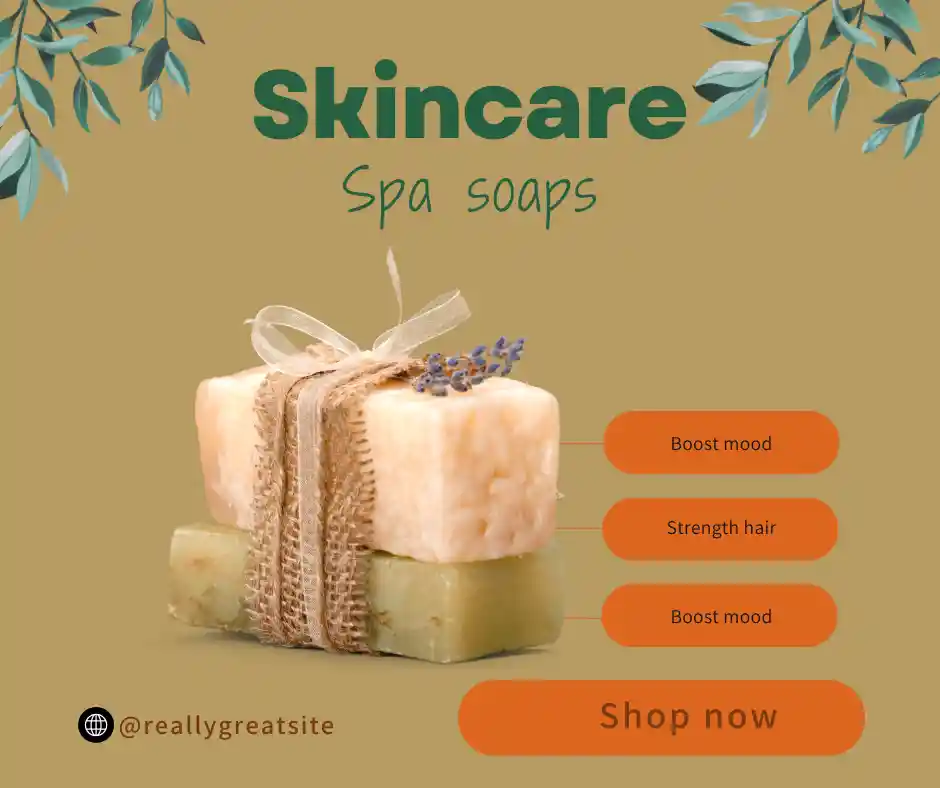 Skincare
Spa soaps
Boost mood
Strength hair
Boost mood
Shop now
@reallygreatsite